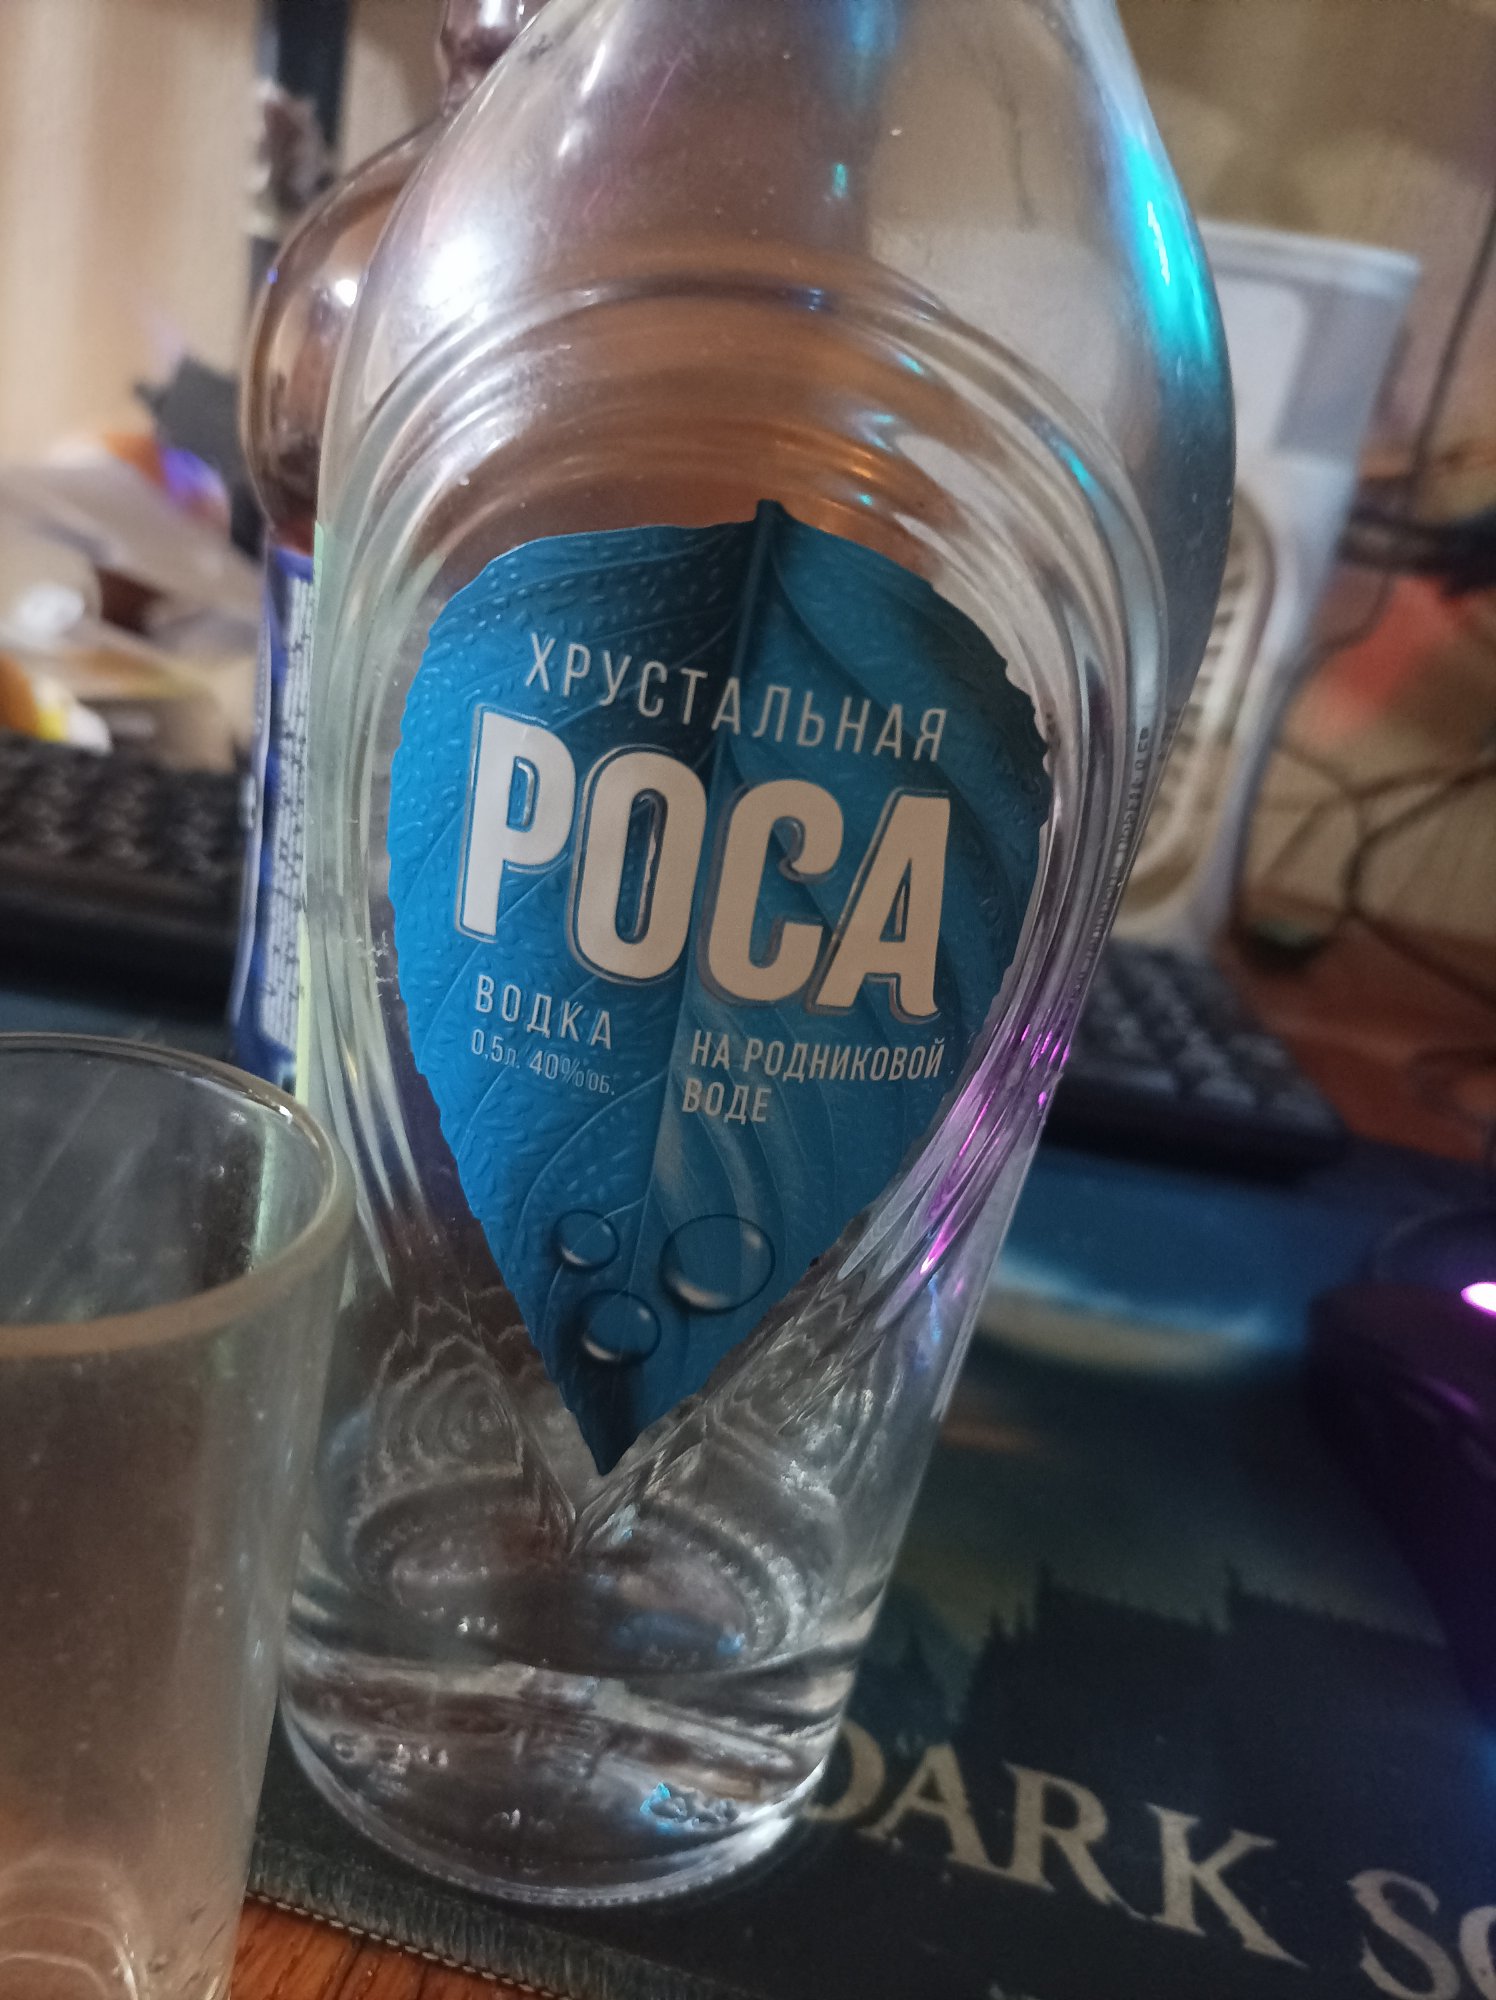 ХРУСТАЛЬНАЯ
РОСА
ВОДКА
0,5л. 40% об.
НА РОДНИКОВОЙ
ВОДЕ
DARK